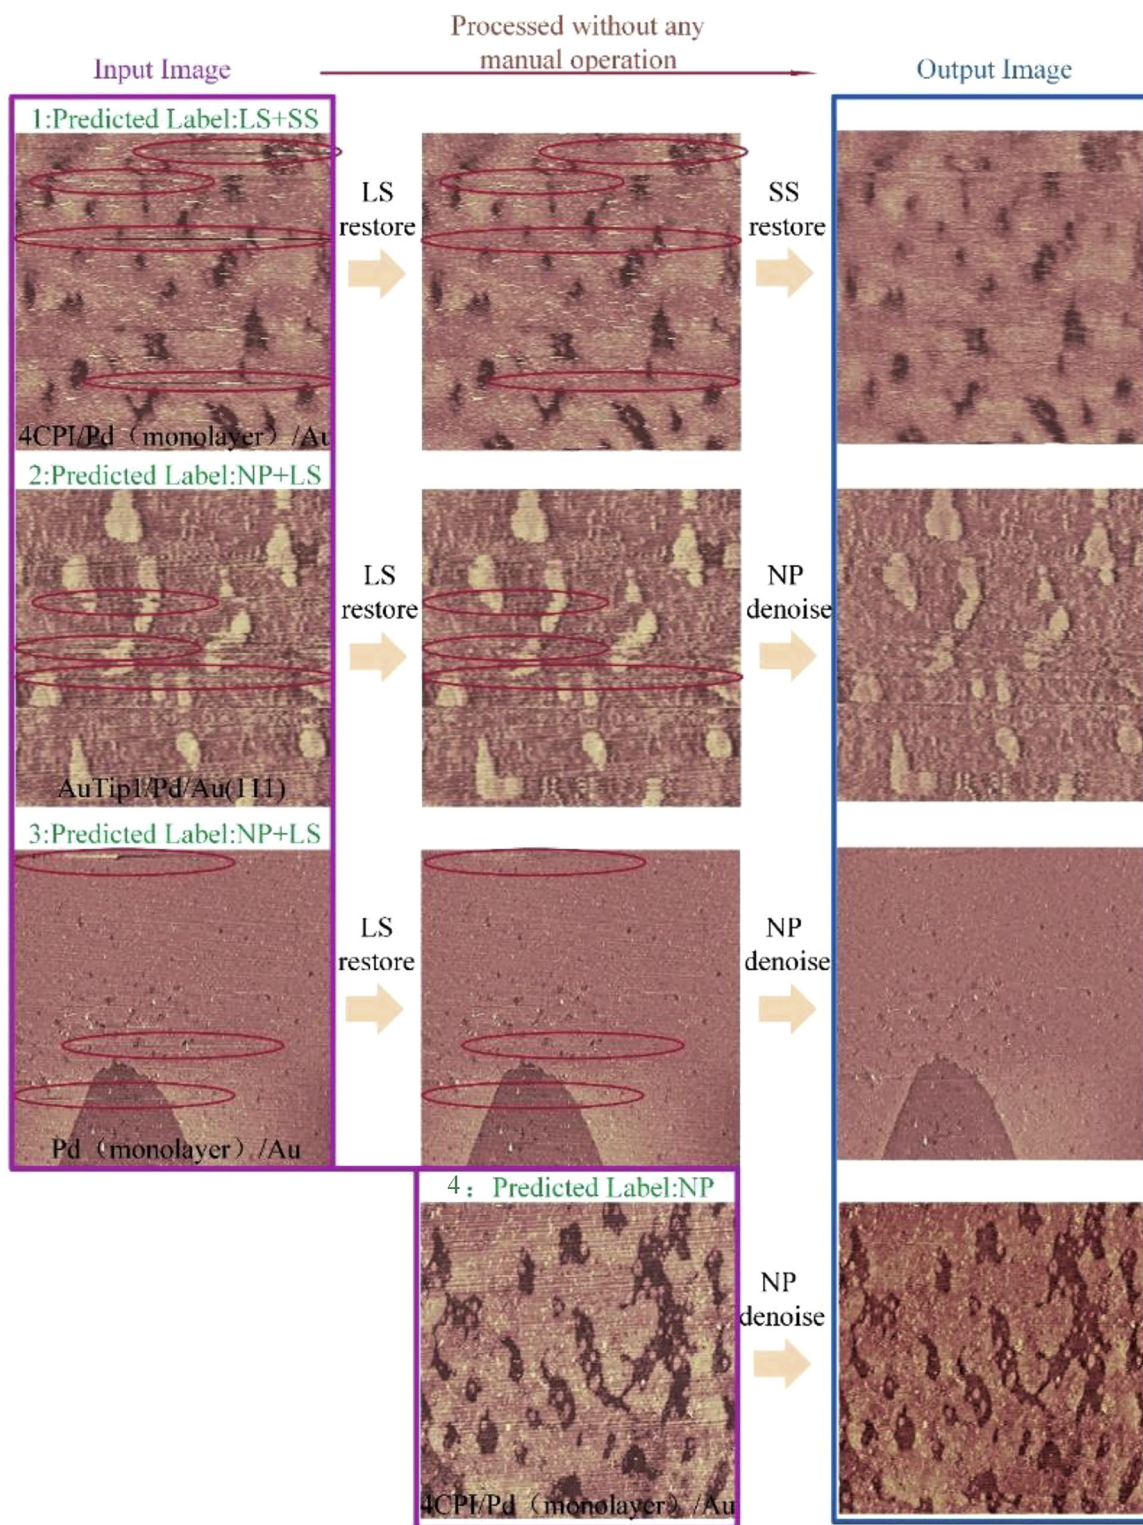 Processed without any
manual operation
Input Image
Output Image
1:Predicted Label:LS+SS
LS
restore
SS
restore
4CPI/Pd（monolayer）/Au
2:Predicted Label:NP+LS
LS
restore
NP
denoise
AuTip1/Pd/Au(111)
3:Predicted Label:NP+LS
LS
restore
NP
denoise
Pd（monolayer）/Au
4：Predicted Label:NP
NP
denoise
4CPI/Pd（monolayer）/Au